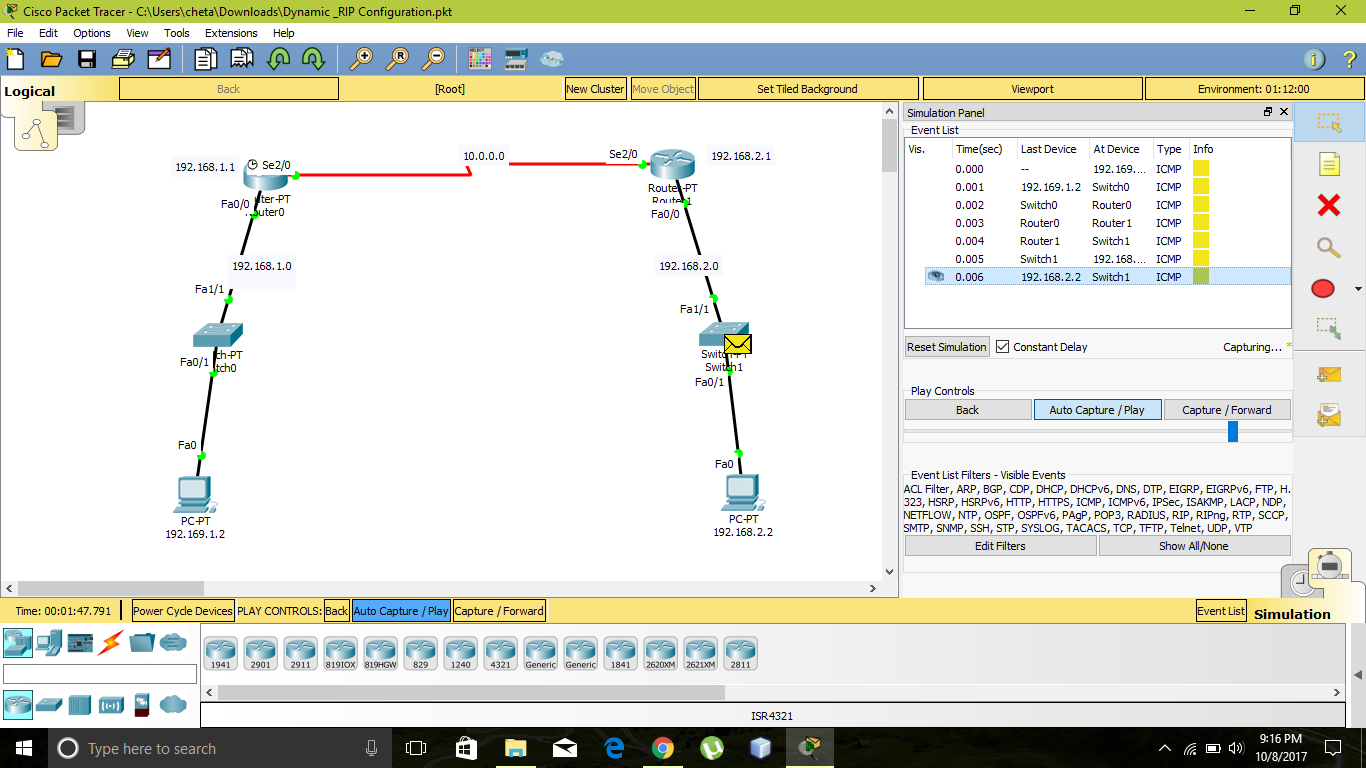 Cisco Packet Tracer - C:\Users\cheta\Downloads\Dynamic _RIP Configuration.pkt
File Edit Options View Tools Extensions Help
Logical Back [Root] New Cluster Move Object Set Tiled Background Viewport Environment: 01:12:00
192.168.1.1
Se2/0
10.0.0.0
Se2/0
192.168.2.1
Fa0/0
Router-PT
Router1
Fa0/0
192.168.1.0
192.168.2.0
Fa1/1
Fa1/1
Fa0/1
Switch1
Fa0/1
Fa0
Fa0
PC-PT
192.169.1.2
PC-PT
192.168.2.2
Simulation Panel
Event List
Vis. Time(sec) Last Device At Device Type Info
0.000 -- 192.169.... ICMP
0.001 192.169.1.2 Switch0 ICMP
0.002 Switch0 Router0 ICMP
0.003 Router0 Router1 ICMP
0.004 Router1 Switch1 ICMP
0.005 Switch1 192.168.... ICMP
0.006 192.168.2.2 Switch1 ICMP
Reset Simulation Constant Delay Capturing... *
Play Controls
Back Auto Capture / Play Capture / Forward
Event List Filters - Visible Events
ACL Filter, ARP, BGP, CDP, DHCP, DHCPv6, DNS, DTP, EIGRP, EIGRPv6, FTP, H.
323, HSRP, HSRPv6, HTTP, HTTPS, ICMP, ICMPv6, IPSec, ISAKMP, LACP, NDP,
NETFLOW, NTP, OSPF, OSPFv6, PAgP, POP3, RADIUS, RIP, RIPng, RTP, SCCP,
SMTP, SNMP, SSH, STP, SYSLOG, TACACS, TCP, TFTP, Telnet, UDP, VTP
Edit Filters Show All/None
Time: 00:01:47.791 Power Cycle Devices PLAY CONTROLS: Back Auto Capture / Play Capture / Forward Event List Simulation
1941 2901 2911 819IOX 819HGW 829 1240 4321 Generic Generic 1841 2620XM 2621XM 2811
ISR4321
Type here to search
9:16 PM
10/8/2017